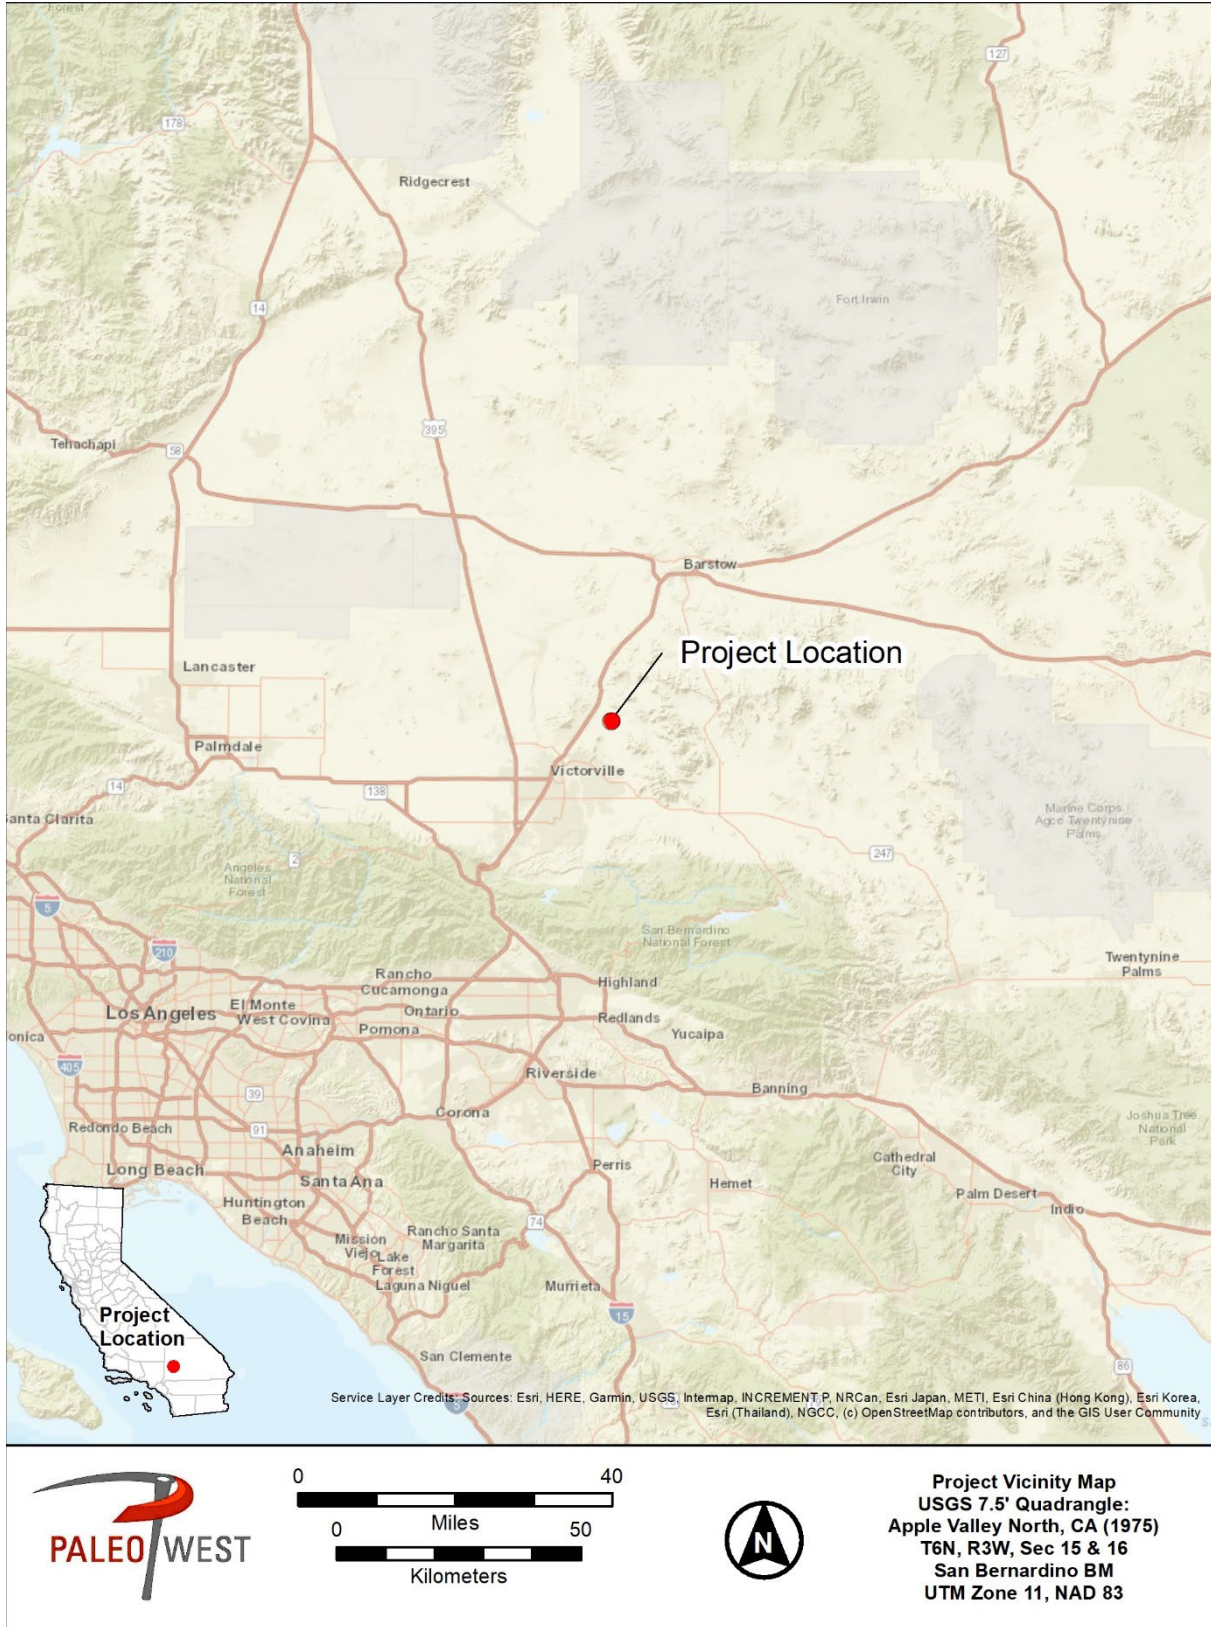 Forest
127
178
Ridgecrest
Fort Irwin
14
395
Tehachapi
58
Barstow
Project Location
Lancaster
Palmdale
Victorville
14
138
Santa Clarita
Marine Corps
Agcc Twentynine
Palms
247
2
Angeles
National
Forest
5
San Bernardino
National Forest
210
Twentynine
Palms
Rancho
Cucamonga
Highland
El Monte
Los Angeles
West Covina
Ontario
Pomona
Redlands
Yucaipa
onica
405
Riverside
Banning
39
Corona
Joshua Tree
National
Park
Redondo Beach
91
Anaheim
Long Beach
Santa Ana
Perris
Cathedral
City
Hemet
Palm Desert
Indio
Huntington
Beach
74
Mission
Viejo
Rancho Santa
Margarita
Lake
Forest
Laguna Niguel
Murrieta
15
Project
Location
San Clemente
86
5
Service Layer Credits: Sources: Esri, HERE, Garmin, USGS, Intermap, INCREMENT P, NRCan, Esri Japan, METI, Esri China (Hong Kong), Esri Korea,
Esri (Thailand), NGCC, (c) OpenStreetMap contributors, and the GIS User Community
PALEO WEST
0 40
Miles
0 50
Kilometers
N
Project Vicinity Map
USGS 7.5' Quadrangle:
Apple Valley North, CA (1975)
T6N, R3W, Sec 15 & 16
San Bernardino BM
UTM Zone 11, NAD 83